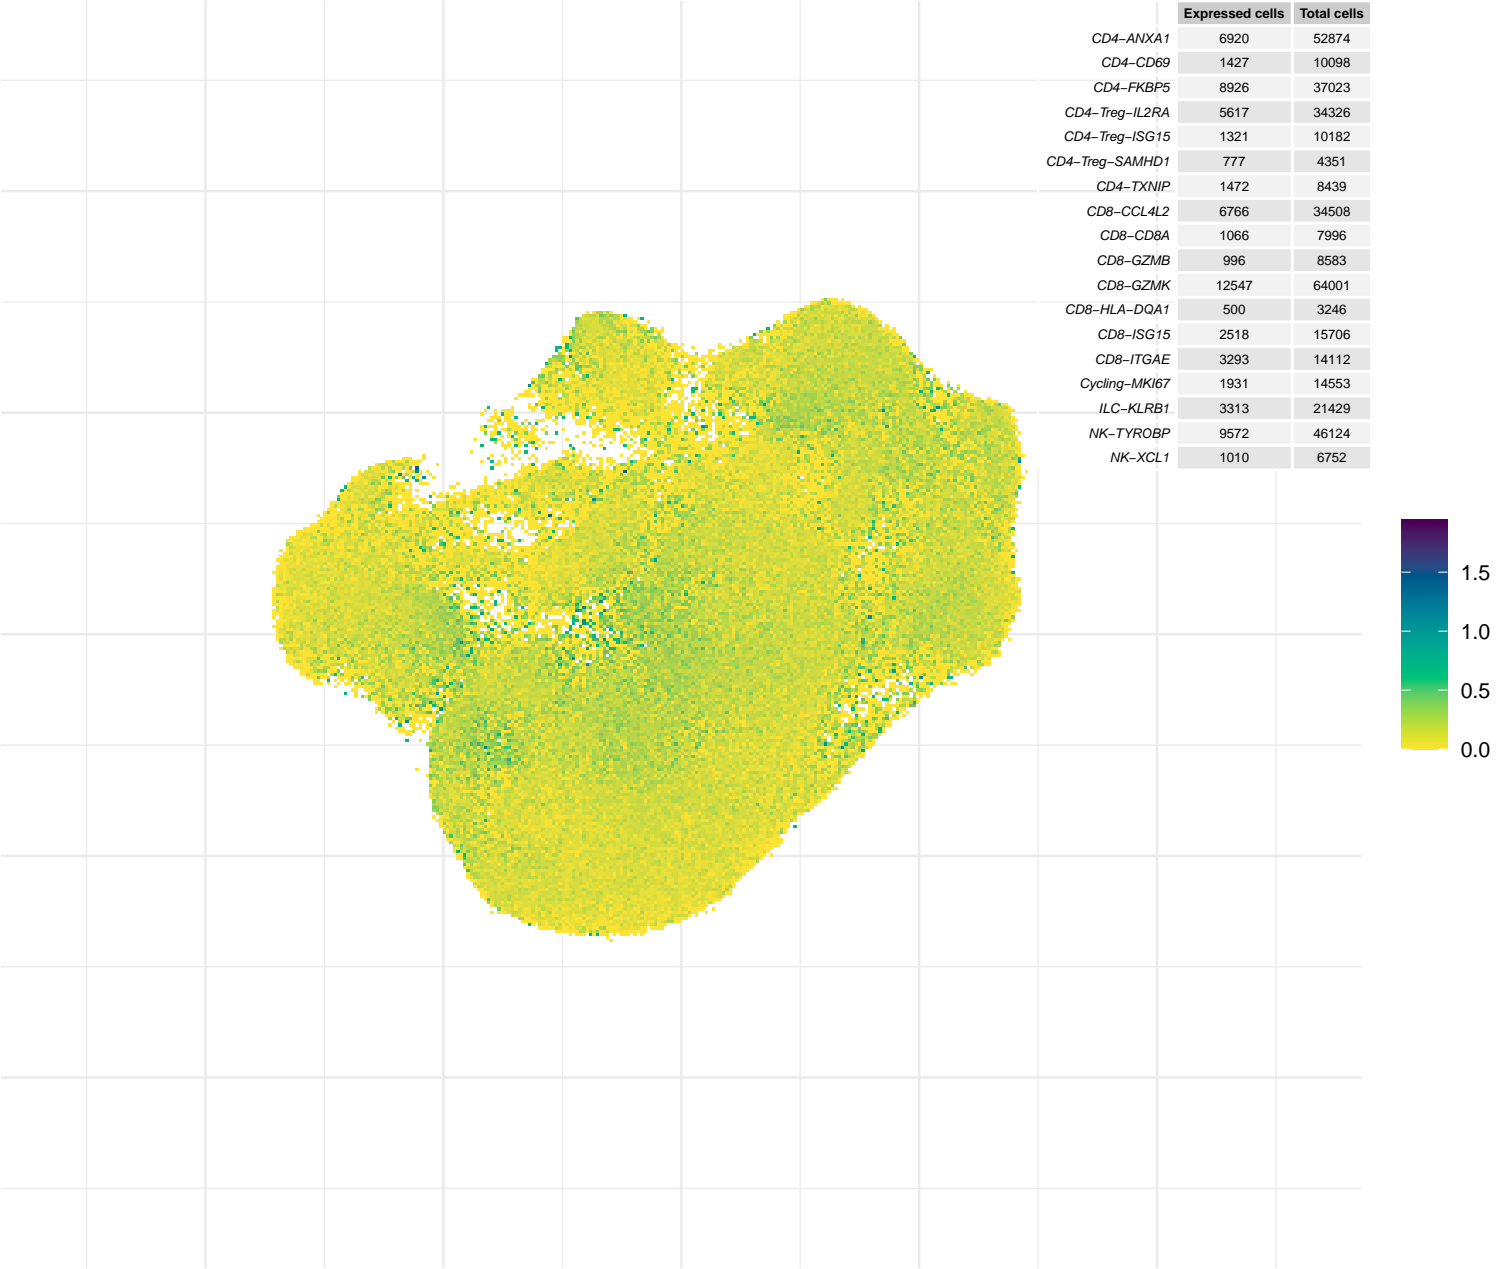 Expressed cells Total cells
CD4−ANXA1 6920 52874
CD4−CD69 1427 10098
CD4−FKBP5 8926 37023
CD4−Treg−IL2RA 5617 34326
CD4−Treg−ISG15 1321 10182
CD4−Treg−SAMHD1 777 4351
CD4−TXNIP 1472 8439
CD8−CCL4L2 6766 34508
CD8−CD8A 1066 7996
CD8−GZMB 996 8583
CD8−GZMK 12547 64001
CD8−HLA−DQA1 500 3246
CD8−ISG15 2518 15706
CD8−ITGAE 3293 14112
Cycling−MKI67 1931 14553
ILC−KLRB1 3313 21429
NK−TYROBP 9572 46124
NK−XCL1 1010 6752
1.5
1.0
0.5
0.0